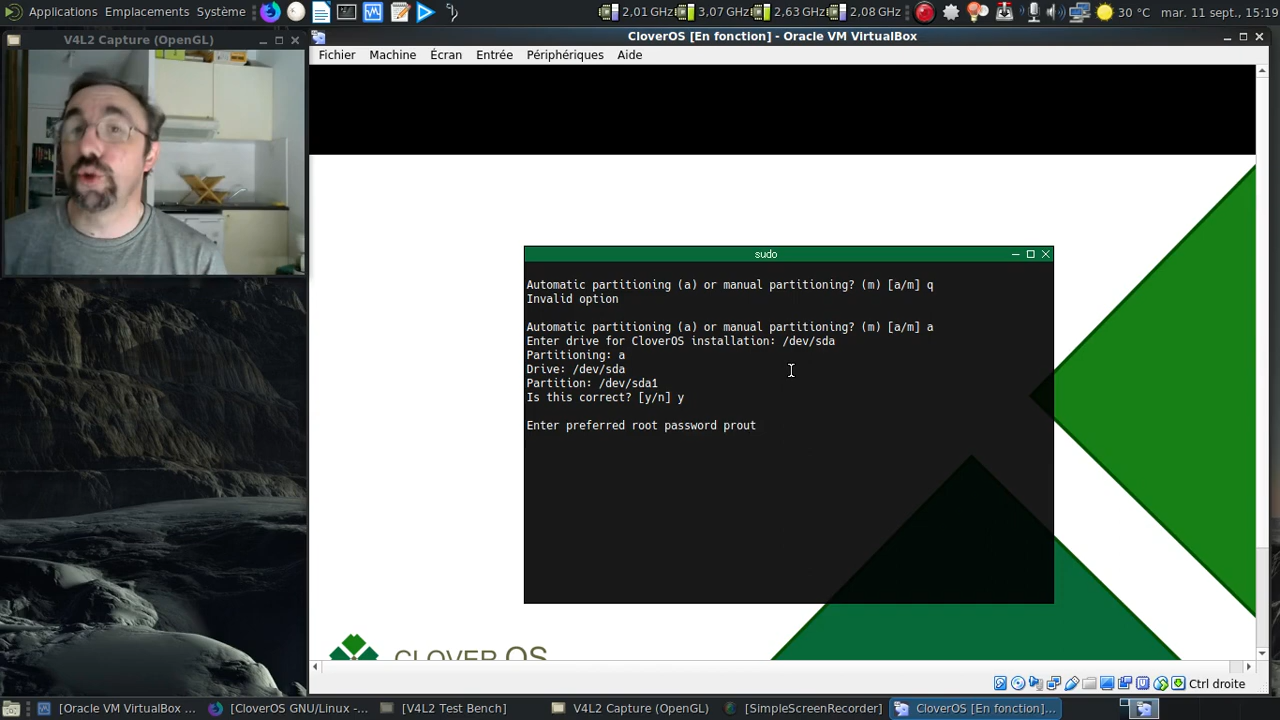 Applications Emplacements Système 2,01 GHz 3,07 GHz 2,63 GHz 2,08 GHz 30 °C mar. 11 sept., 15:19
V4L2 Capture (OpenGL)
CloverOS [En fonction] - Oracle VM VirtualBox
Fichier Machine Écran Entrée Périphériques Aide
sudo
Automatic partitioning (a) or manual partitioning? (m) [a/m] q
Invalid option
Automatic partitioning (a) or manual partitioning? (m) [a/m] a
Enter drive for CloverOS installation: /dev/sda
Partitioning: a
Drive: /dev/sda
Partition: /dev/sda1
Is this correct? [y/n] y
Enter preferred root password prout
CLOVER OS
Ctrl droite
[Oracle VM VirtualBox ... [CloverOS GNU/Linux -... [V4L2 Test Bench] V4L2 Capture (OpenGL) [SimpleScreenRecorder] CloverOS [En fonction]...